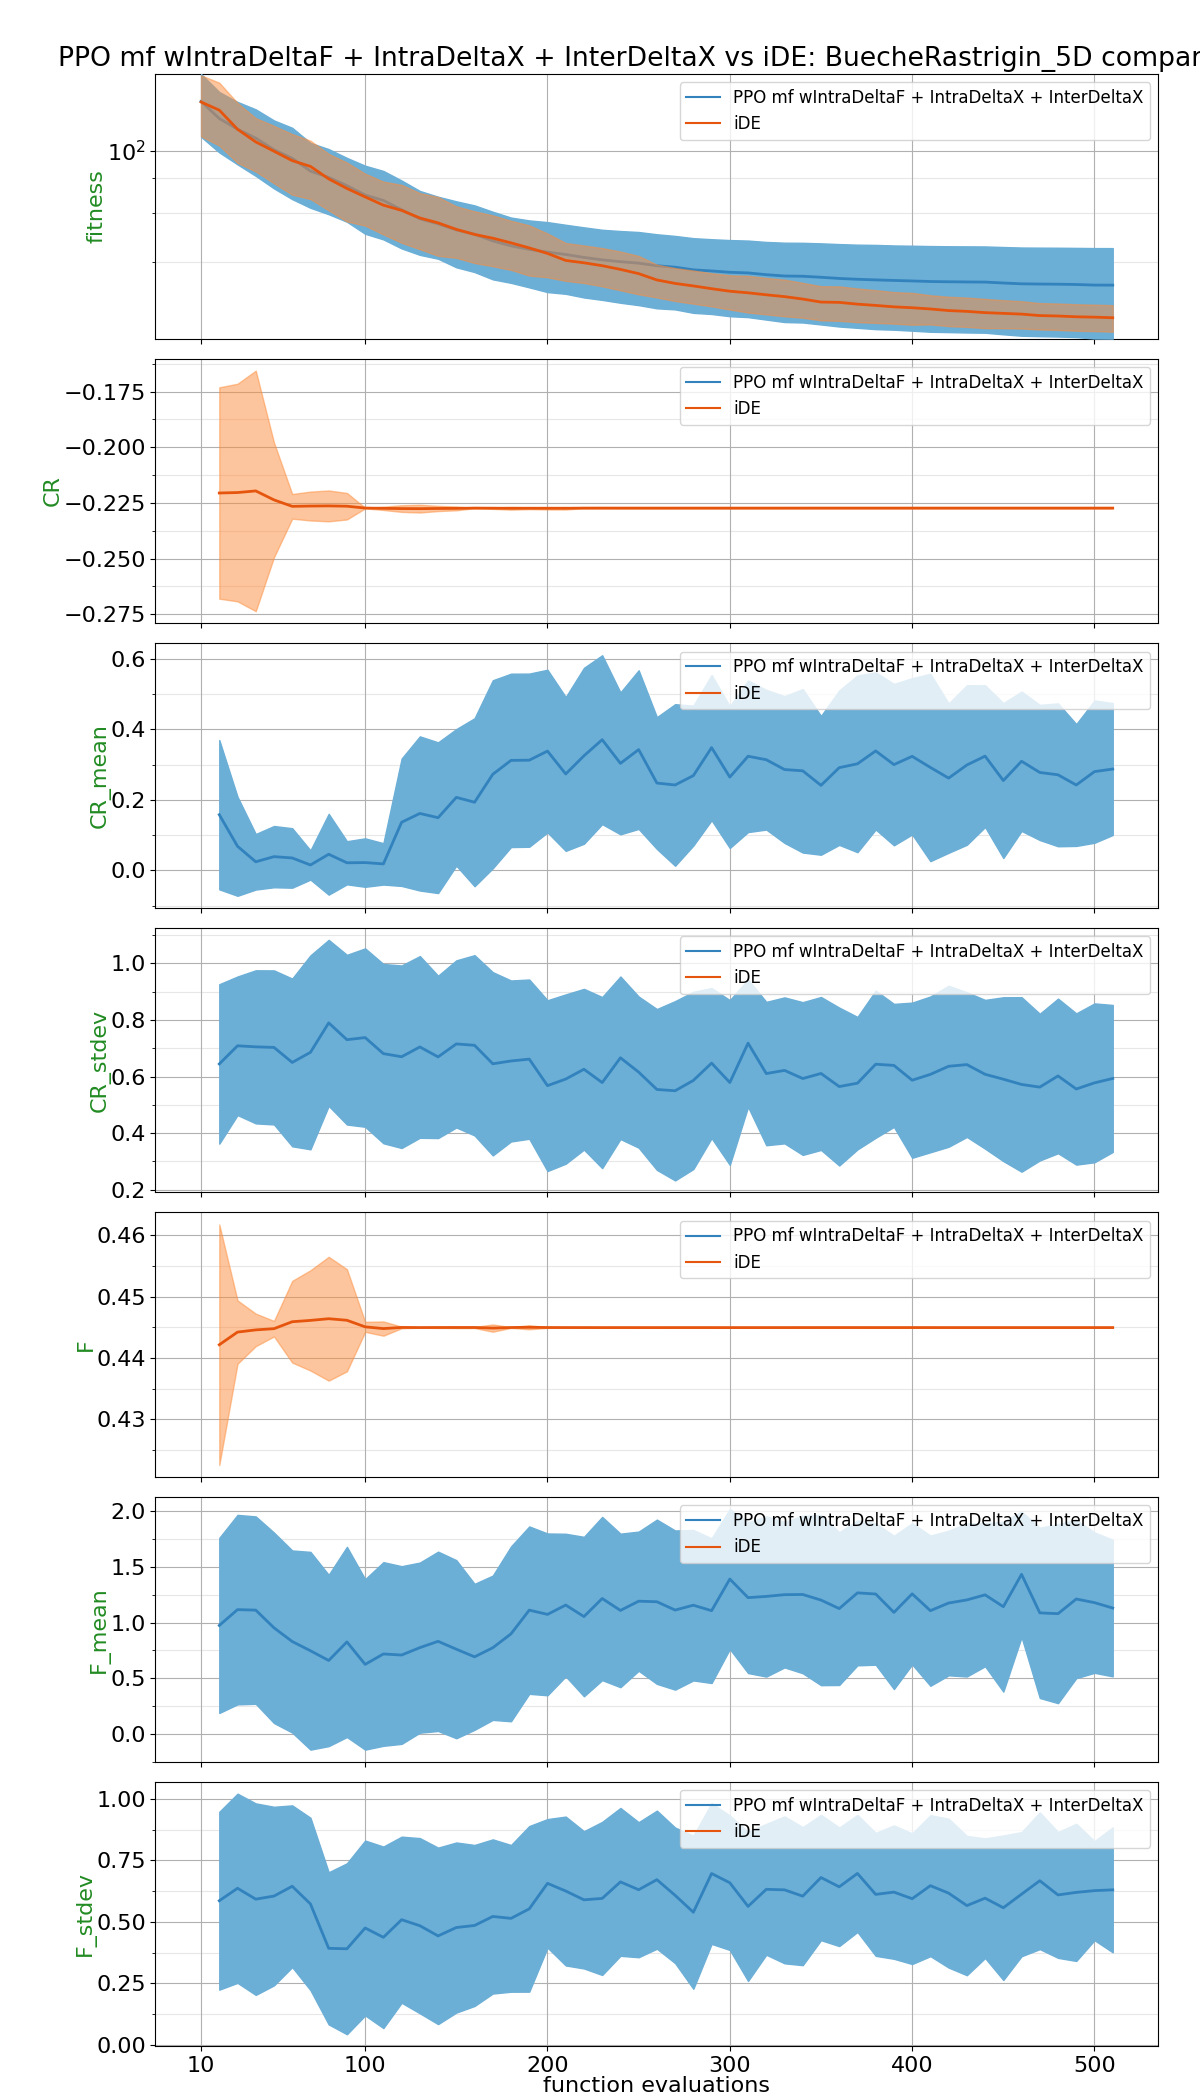 PPO mf wIntraDeltaF + IntraDeltaX + InterDeltaX vs iDE: BuecheRastrigin_5D compar
PPO mf wIntraDeltaF + IntraDeltaX + InterDeltaX
iDE
10²
fitness
PPO mf wIntraDeltaF + IntraDeltaX + InterDeltaX
iDE
−0.175
−0.200
−0.225
−0.250
−0.275
CR
PPO mf wIntraDeltaF + IntraDeltaX + InterDeltaX
iDE
0.6
0.4
0.2
0.0
CR_mean
PPO mf wIntraDeltaF + IntraDeltaX + InterDeltaX
iDE
1.0
0.8
0.6
0.4
0.2
CR_stdev
PPO mf wIntraDeltaF + IntraDeltaX + InterDeltaX
iDE
0.46
0.45
0.44
0.43
F
PPO mf wIntraDeltaF + IntraDeltaX + InterDeltaX
iDE
2.0
1.5
1.0
0.5
0.0
F_mean
PPO mf wIntraDeltaF + IntraDeltaX + InterDeltaX
iDE
1.00
0.75
0.50
0.25
0.00
F_stdev
10 100 200 300 400 500
function evaluations